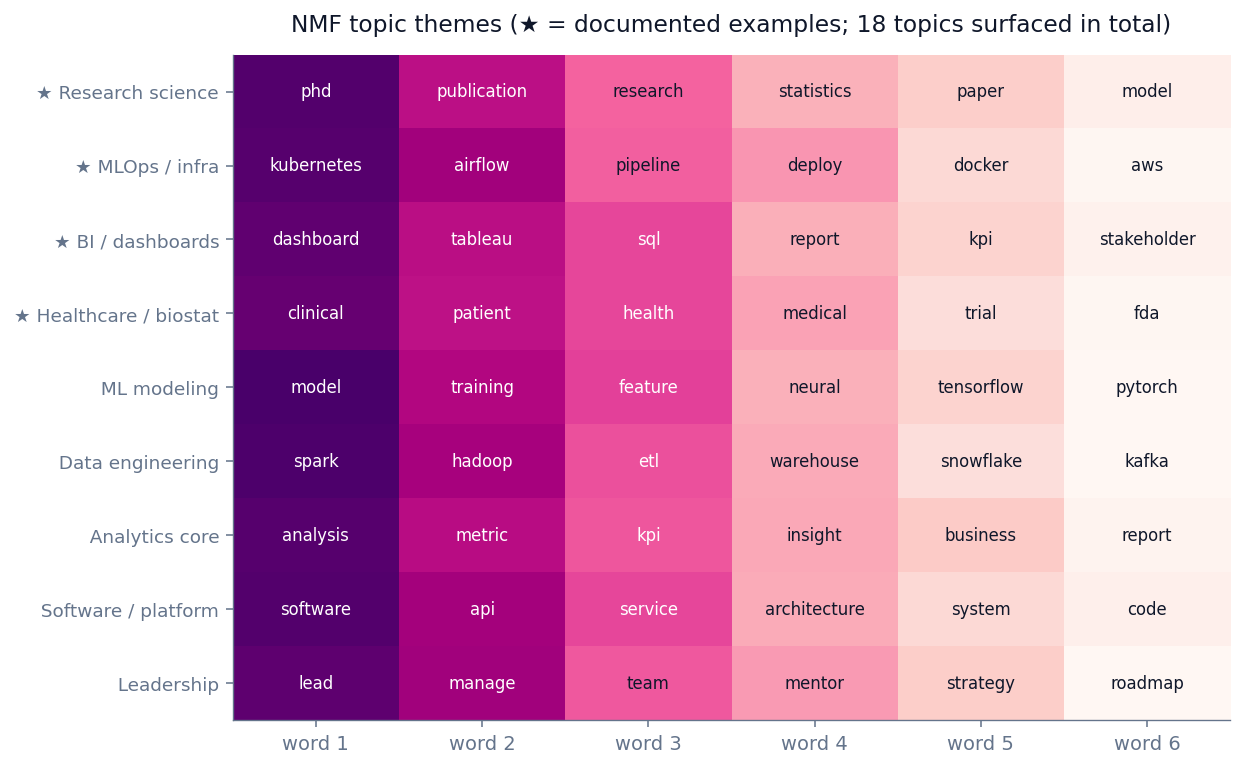 NMF topic themes (★ = documented examples; 18 topics surfaced in total)
★ Research science phd publication research statistics paper model
★ MLOps / infra kubernetes airflow pipeline deploy docker aws
★ BI / dashboards dashboard tableau sql report kpi stakeholder
★ Healthcare / biostat clinical patient health medical trial fda
ML modeling model training feature neural tensorflow pytorch
Data engineering spark hadoop etl warehouse snowflake kafka
Analytics core analysis metric kpi insight business report
Software / platform software api service architecture system code
Leadership lead manage team mentor strategy roadmap
word 1 word 2 word 3 word 4 word 5 word 6